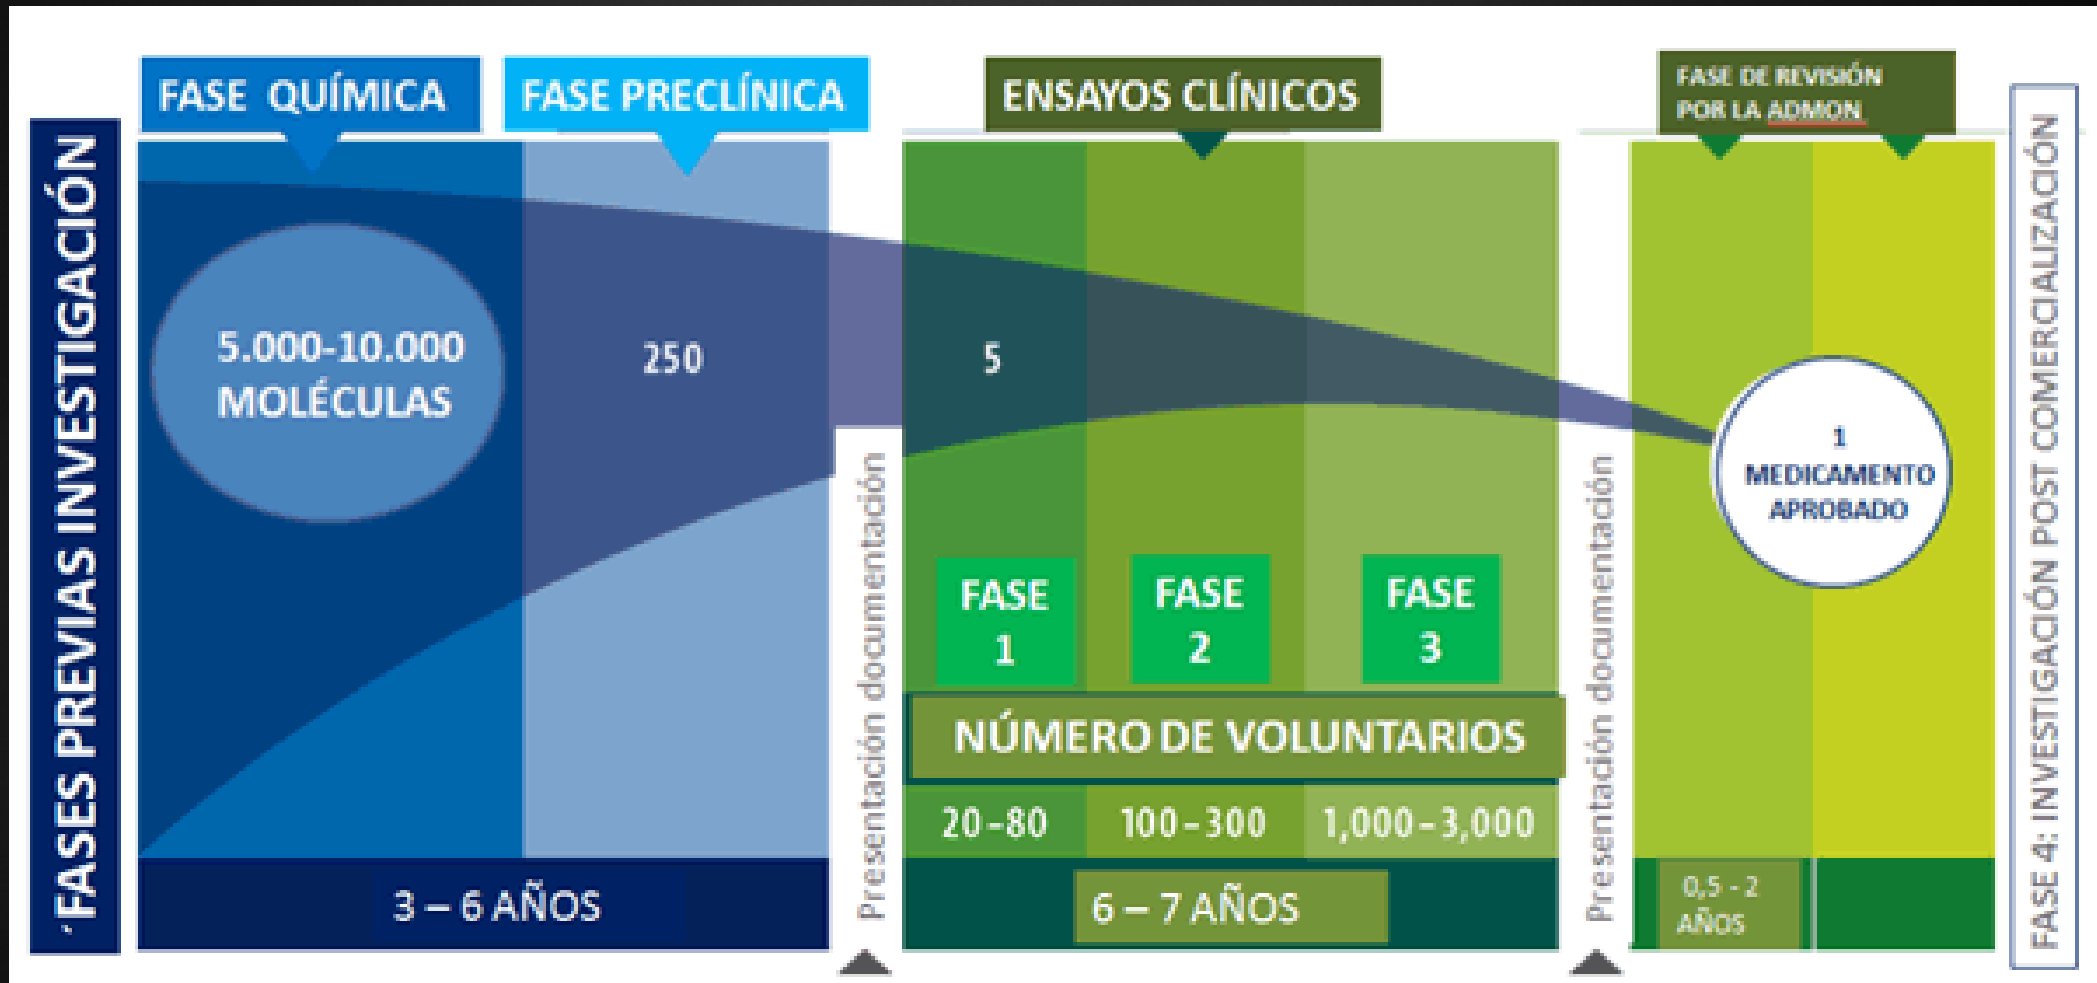 FASE QUÍMICA
FASE PRECLÍNICA
ENSAYOS CLÍNICOS
FASE DE REVISIÓN
POR LA ADMON
´FASES PREVIAS INVESTIGACIÓN
5.000-10.000
MOLÉCULAS
250
5
1
MEDICAMENTO
APROBADO
Presentación documentación
FASE
1
FASE
2
FASE
3
NÚMERO DE VOLUNTARIOS
20-80
100-300
1,000-3,000
Presentación documentación
3 – 6 AÑOS
6 – 7 AÑOS
0,5 - 2
AÑOS
FASE 4: INVESTIGACIÓN POST COMERIALIZACIÓN